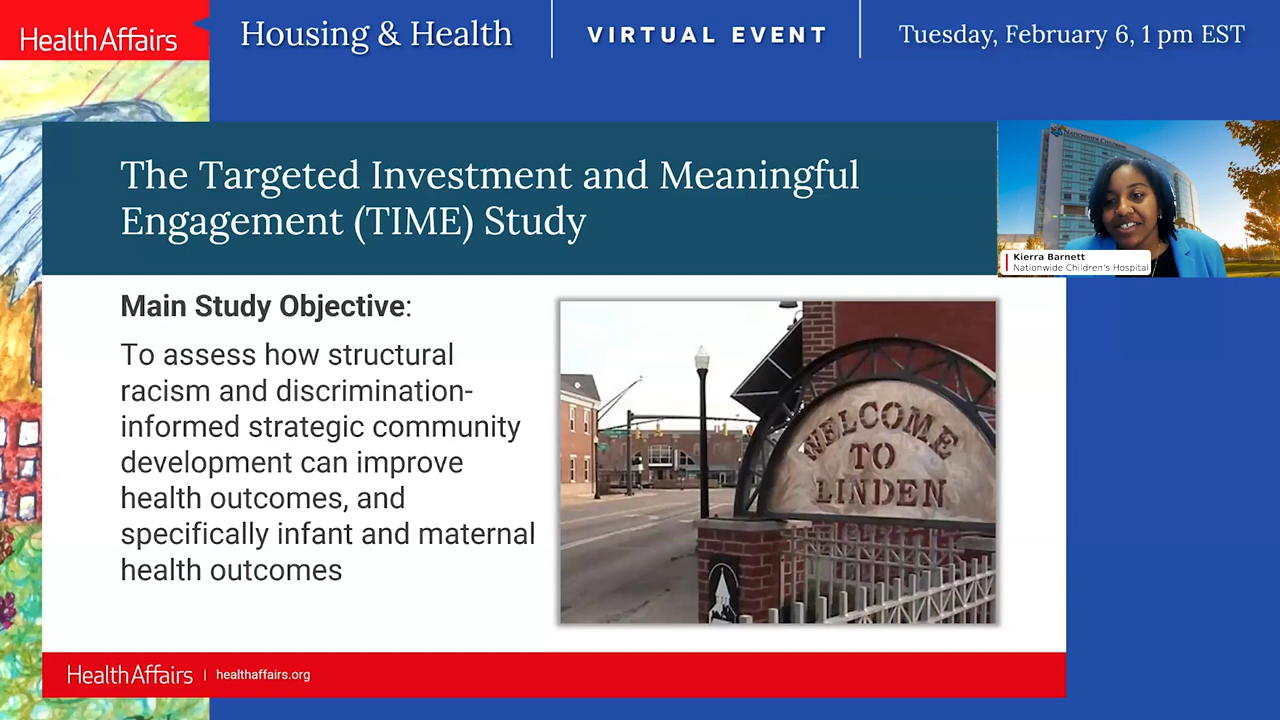 HealthAffairs
Housing & Health
VIRTUAL EVENT
Tuesday, February 6, 1 pm EST
The Targeted Investment and Meaningful
Engagement (TIME) Study
NATIONWIDE CHILDREN'S
Kierra Barnett
Nationwide Children's Hospital
Main Study Objective:
To assess how structural
racism and discrimination-
informed strategic community
development can improve
health outcomes, and
specifically infant and maternal
health outcomes
WELCOME
TO
LINDEN
HealthAffairs | healthaffairs.org